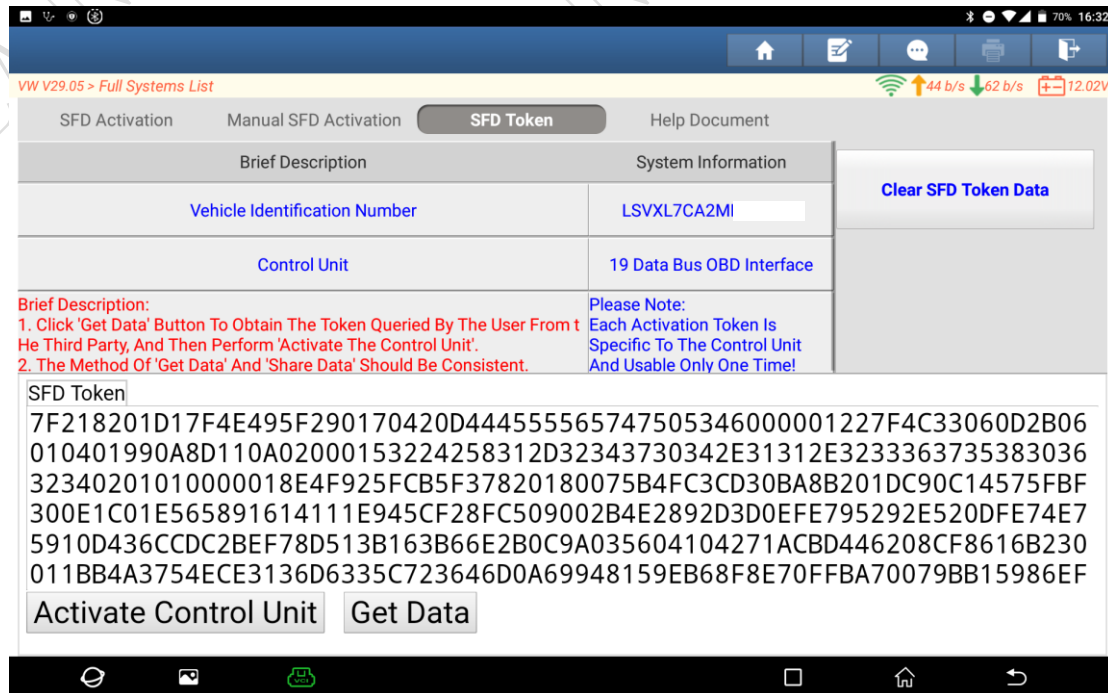 70% 16:32
VW V29.05 > Full Systems List
44 b/s 62 b/s 12.02V
SFD Activation Manual SFD Activation SFD Token Help Document
Brief Description System Information
Clear SFD Token Data
Vehicle Identification Number LSVXL7CA2M
Control Unit 19 Data Bus OBD Interface
Brief Description:
1. Click 'Get Data' Button To Obtain The Token Queried By The User From t
He Third Party, And Then Perform 'Activate The Control Unit'.
2. The Method Of 'Get Data' And 'Share Data' Should Be Consistent.
Please Note:
Each Activation Token Is
Specific To The Control Unit
And Usable Only One Time!
SFD Token
7F218201D17F4E495F290170420D444555565747505346000001227F4C33060D2B06
010401990A8D110A02000153224258312D32343730342E31312E3233363735383036
32340201010000018E4F925FCB5F37820180075B4FC3CD30BA8B201DC90C14575FBF
300E1C01E565891614111E945CF28FC509002B4E2892D3D0EFE795292E520DFE74E7
5910D436CCDC2BEF78D513B163B66E2B0C9A035604104271ACBD446208CF8616B230
011BB4A3754ECE3136D6335C723646D0A69948159EB68F8E70FFBA70079BB15986EF
Activate Control Unit Get Data
VCI